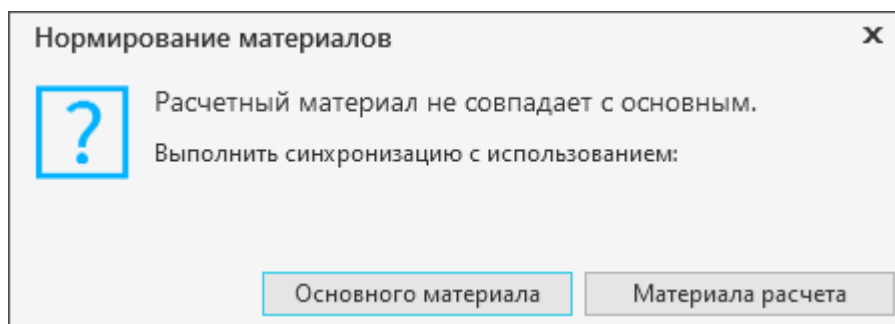 Нормирование материалов
Расчетный материал не совпадает с основным.
Выполнить синхронизацию с использованием:
Основного материала
Материала расчета